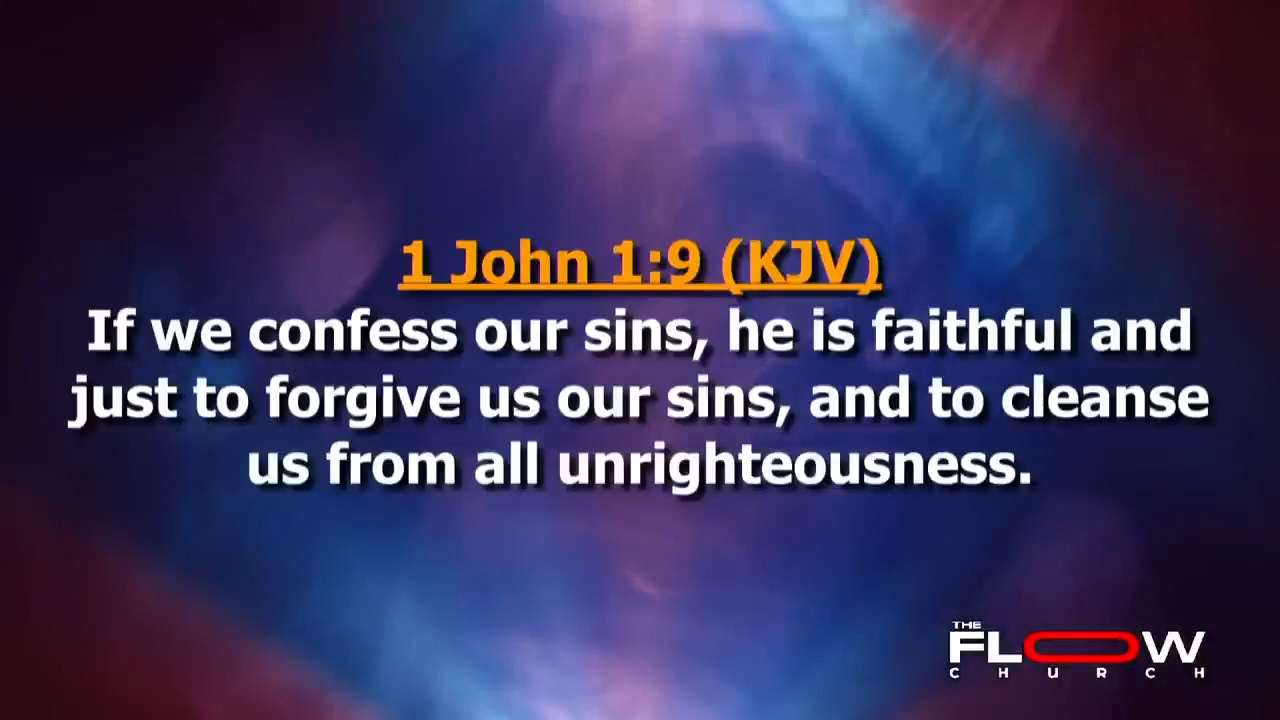 1 John 1:9 (KJV)
If we confess our sins, he is faithful and
just to forgive us our sins, and to cleanse
us from all unrighteousness.
THE
FLOW
CHURCH